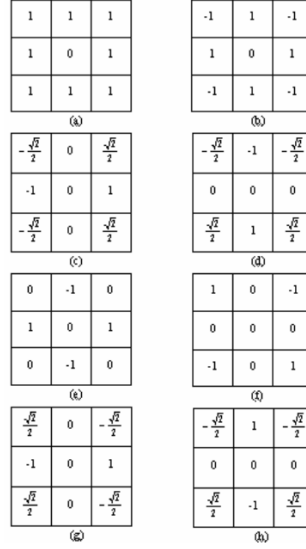 1 1 1 -1 1 -1
1 0 1 1 0 1
1 1 1 -1 1 -1
(a) (b)
-√2/2 0 √2/2 -√2/2 -1 -√2/2
-1 0 1 0 0 0
-√2/2 0 √2/2 √2/2 1 √2/2
(c) (d)
0 -1 0 1 0 -1
1 0 1 0 0 0
0 -1 0 -1 0 1
(e) (f)
√2/2 0 -√2/2 -√2/2 1 -√2/2
-1 0 1 0 0 0
√2/2 0 -√2/2 √2/2 -1 √2/2
(g) (h)